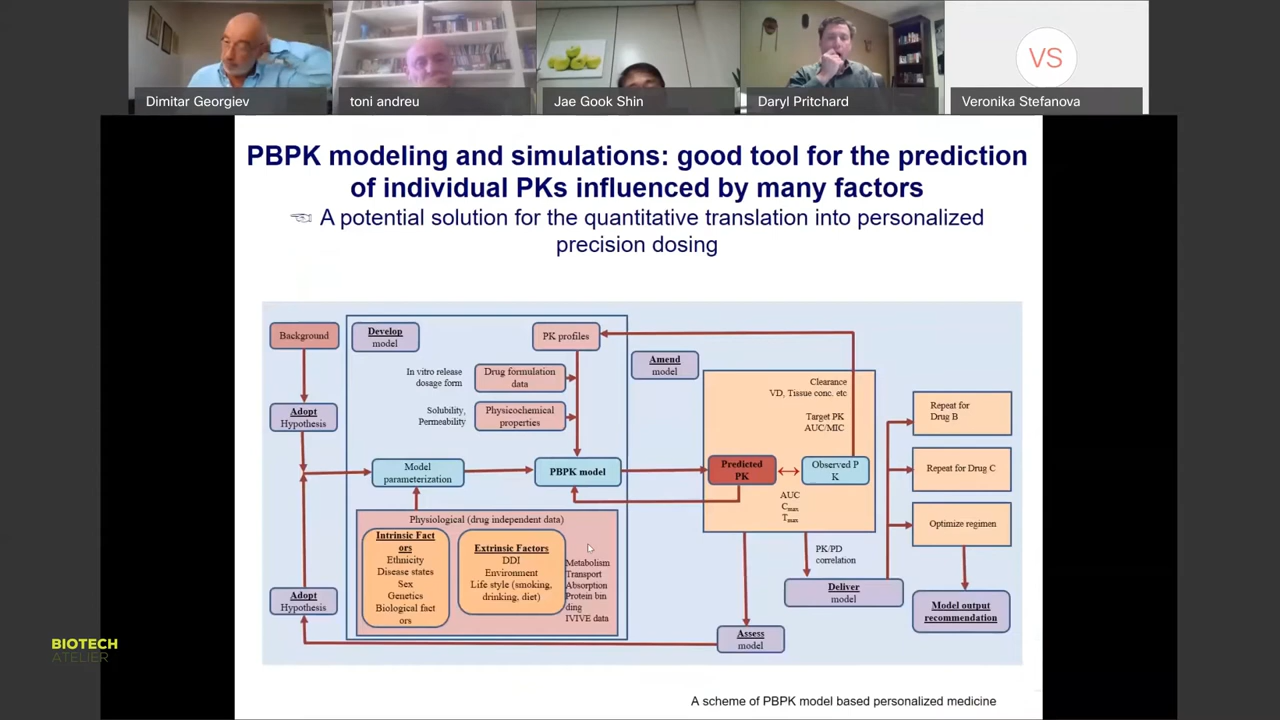 Dimitar Georgiev
toni andreu
Jae Gook Shin
Daryl Pritchard
VS
Veronika Stefanova
PBPK modeling and simulations: good tool for the prediction
of individual PKs influenced by many factors
☜ A potential solution for the quantitative translation into personalized
precision dosing
Background
Develop
model
PK profiles
Amend
model
In vitro release
dosage form
Drug formulation
data
Solubility,
Permeability
Physicochemical
properties
Adopt
Hypothesis
Model
parameterization
PBPK model
Clearance
VD, Tissue conc. etc
Target PK
AUC/MIC
Predicted
PK
Observed P
K
AUC
Cmax
Tmax
Repeat for
Drug B
Repeat for Drug C
Optimize regimen
Physiological (drug independent data)
Intrinsic Fact
ors
Ethnicity
Disease states
Sex
Genetics
Biological fact
ors
Extrinsic Factors
DDI
Environment
Life style (smoking,
drinking, diet)
Metabolism
Transport
Absorption
Protein bin
ding
IVIVE data
PK/PD
correlation
Deliver
model
Model output
recommendation
Adopt
Hypothesis
Assess
model
BIOTECH
ATELIER
A scheme of PBPK model based personalized medicine